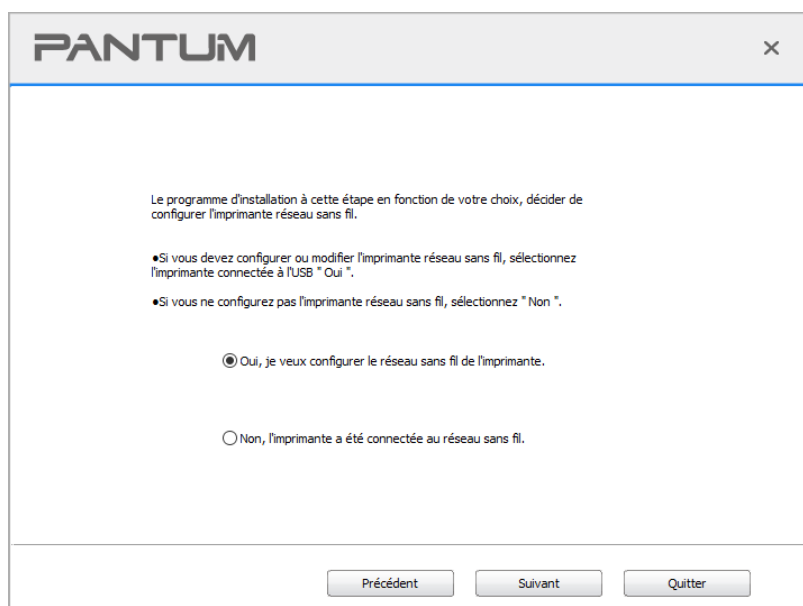 PANTUM
Le programme d'installation à cette étape en fonction de votre choix, décider de
configurer l'imprimante réseau sans fil.
●Si vous devez configurer ou modifier l'imprimante réseau sans fil, sélectionnez
l'imprimante connectée à l'USB " Oui ".
●Si vous ne configurez pas l'imprimante réseau sans fil, sélectionnez " Non ".
Oui, je veux configurer le réseau sans fil de l'imprimante.
Non, l'imprimante a été connectée au réseau sans fil.
Précédent
Suivant
Quitter